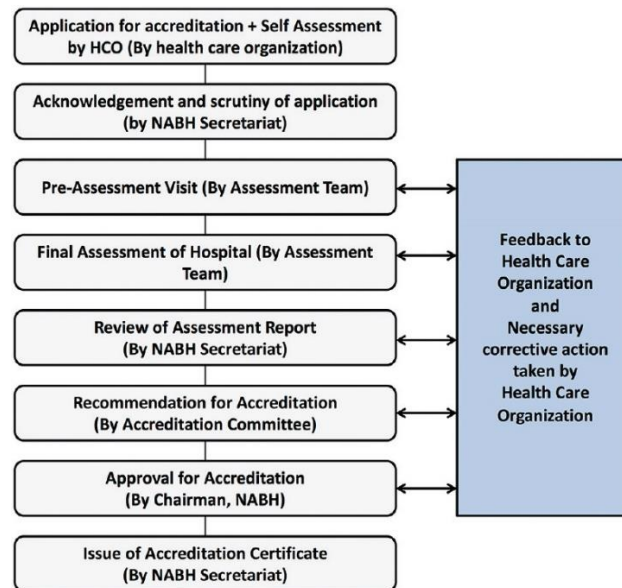 Application for accreditation + Self Assessment
by HCO (By health care organization)
Acknowledgement and scrutiny of application
(by NABH Secretariat)
Pre-Assessment Visit (By Assessment Team)
Final Assessment of Hospital (By Assessment
Team)
Review of Assessment Report
(By NABH Secretariat)
Recommendation for Accreditation
(By Accreditation Committee)
Approval for Accreditation
(By Chairman, NABH)
Issue of Accreditation Certificate
(By NABH Secretariat)
Feedback to
Health Care
Organization
and
Necessary
corrective action
taken by
Health Care
Organization